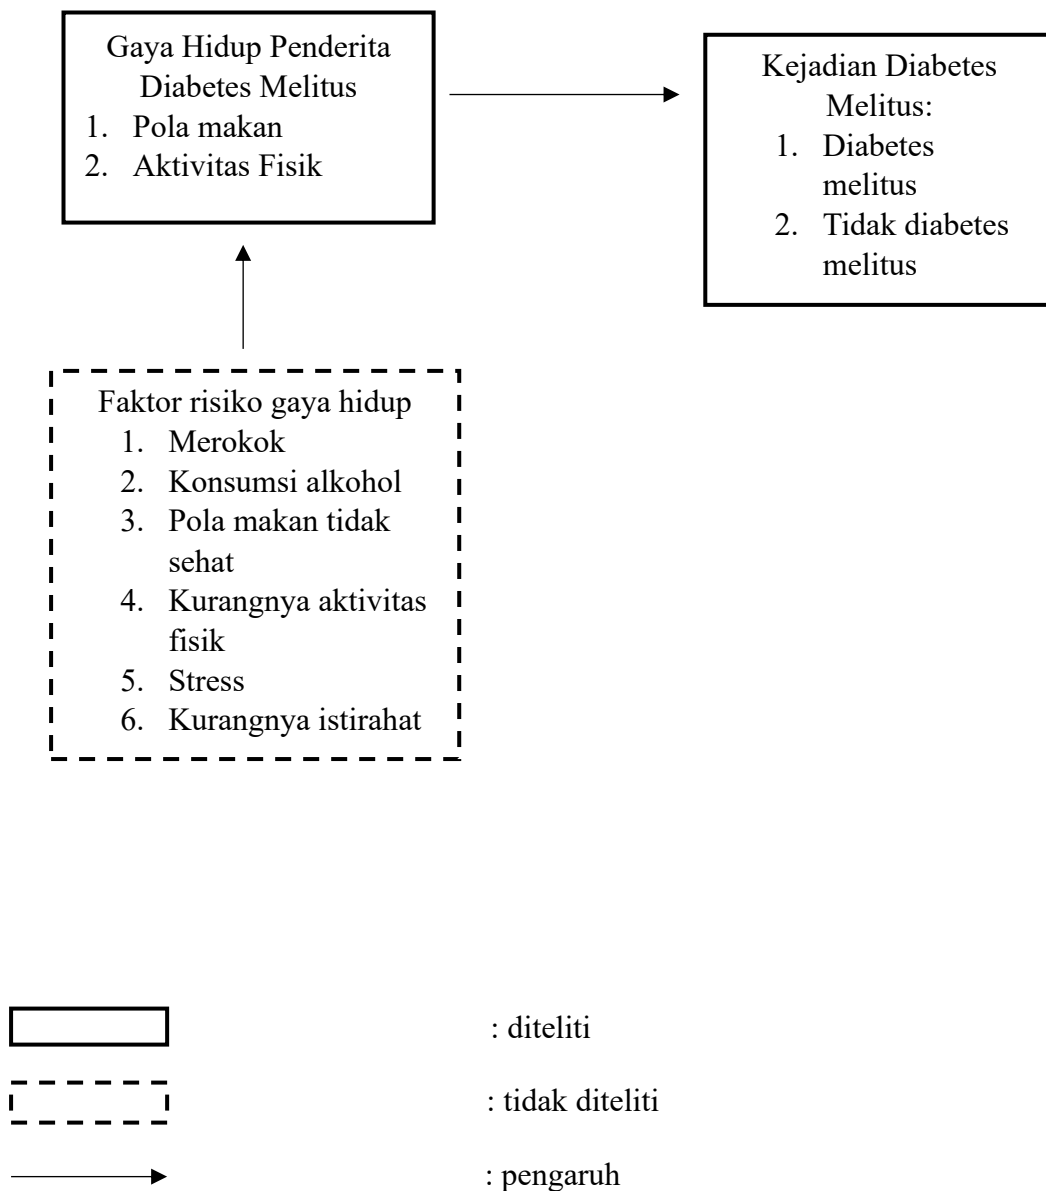 Gaya Hidup Penderita
Diabetes Melitus
1. Pola makan
2. Aktivitas Fisik
Kejadian Diabetes
Melitus:
1. Diabetes
melitus
2. Tidak diabetes
melitus
Faktor risiko gaya hidup
1. Merokok
2. Konsumsi alkohol
3. Pola makan tidak
sehat
4. Kurangnya aktivitas
fisik
5. Stress
6. Kurangnya istirahat
: diteliti
: tidak diteliti
: pengaruh